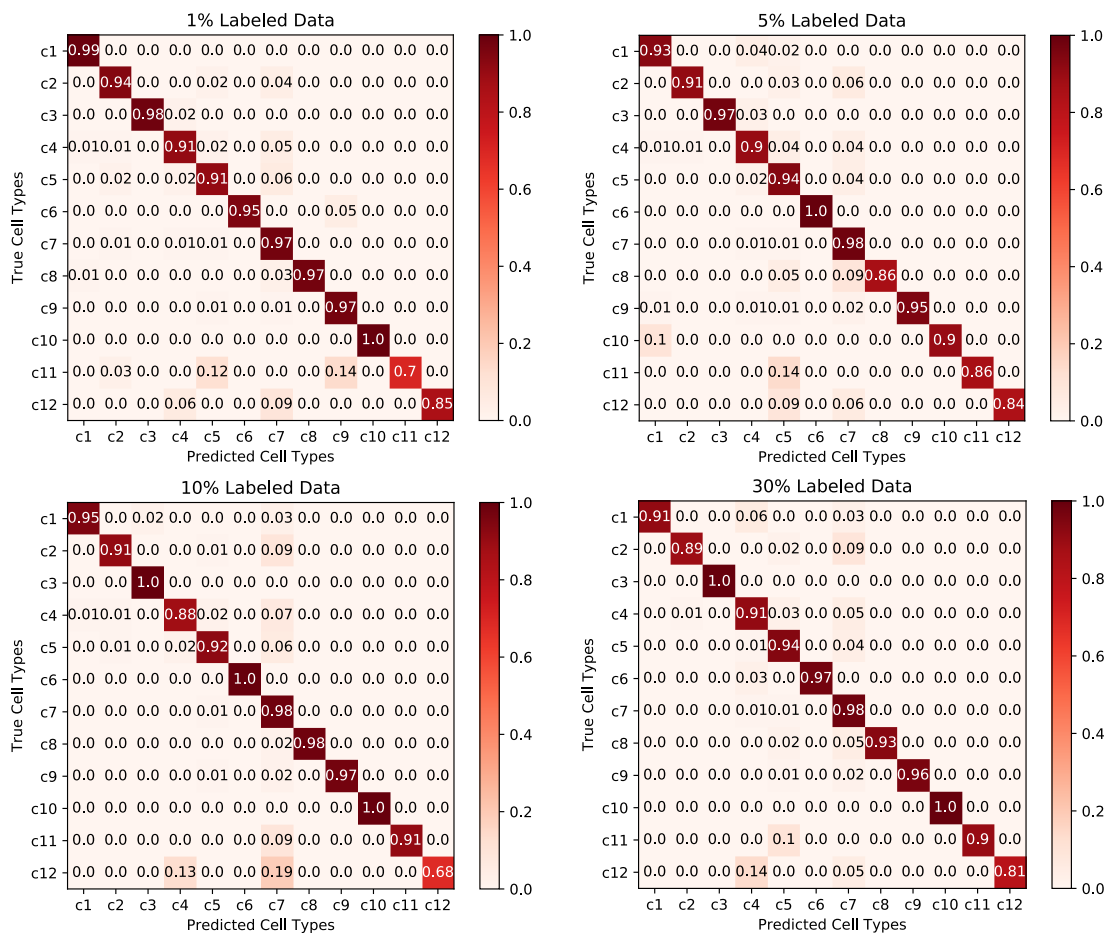 1% Labeled Data
c1 0.99 0.0 0.0 0.0 0.0 0.0 0.0 0.0 0.0 0.0 0.0 0.0
c2 0.0 0.94 0.0 0.0 0.02 0.0 0.04 0.0 0.0 0.0 0.0 0.0
c3 0.0 0.0 0.98 0.02 0.0 0.0 0.0 0.0 0.0 0.0 0.0 0.0
c4 0.01 0.01 0.0 0.91 0.02 0.0 0.05 0.0 0.0 0.0 0.0 0.0
c5 0.0 0.02 0.0 0.02 0.91 0.0 0.06 0.0 0.0 0.0 0.0 0.0
c6 0.0 0.0 0.0 0.0 0.0 0.95 0.0 0.0 0.05 0.0 0.0 0.0
c7 0.0 0.01 0.0 0.01 0.01 0.0 0.97 0.0 0.0 0.0 0.0 0.0
c8 0.01 0.0 0.0 0.0 0.0 0.0 0.03 0.97 0.0 0.0 0.0 0.0
c9 0.0 0.0 0.0 0.0 0.01 0.0 0.01 0.0 0.97 0.0 0.0 0.0
c10 0.0 0.0 0.0 0.0 0.0 0.0 0.0 0.0 0.0 1.0 0.0 0.0
c11 0.0 0.03 0.0 0.0 0.12 0.0 0.0 0.0 0.14 0.0 0.7 0.0
c12 0.0 0.0 0.0 0.06 0.0 0.0 0.09 0.0 0.0 0.0 0.0 0.85
c1 c2 c3 c4 c5 c6 c7 c8 c9 c10 c11 c12
Predicted Cell Types
True Cell Types
1.0
0.8
0.6
0.4
0.2
0.0
5% Labeled Data
c1 0.93 0.0 0.0 0.04 0.02 0.0 0.0 0.0 0.0 0.0 0.0 0.0
c2 0.0 0.91 0.0 0.0 0.03 0.0 0.06 0.0 0.0 0.0 0.0 0.0
c3 0.0 0.0 0.97 0.03 0.0 0.0 0.0 0.0 0.0 0.0 0.0 0.0
c4 0.01 0.01 0.0 0.9 0.04 0.0 0.04 0.0 0.0 0.0 0.0 0.0
c5 0.0 0.0 0.0 0.02 0.94 0.0 0.04 0.0 0.0 0.0 0.0 0.0
c6 0.0 0.0 0.0 0.0 0.0 1.0 0.0 0.0 0.0 0.0 0.0 0.0
c7 0.0 0.0 0.0 0.01 0.01 0.0 0.98 0.0 0.0 0.0 0.0 0.0
c8 0.0 0.0 0.0 0.0 0.05 0.0 0.09 0.86 0.0 0.0 0.0 0.0
c9 0.01 0.0 0.0 0.01 0.01 0.0 0.02 0.0 0.95 0.0 0.0 0.0
c10 0.1 0.0 0.0 0.0 0.0 0.0 0.0 0.0 0.0 0.9 0.0 0.0
c11 0.0 0.0 0.0 0.0 0.14 0.0 0.0 0.0 0.0 0.0 0.86 0.0
c12 0.0 0.0 0.0 0.0 0.09 0.0 0.06 0.0 0.0 0.0 0.0 0.84
c1 c2 c3 c4 c5 c6 c7 c8 c9 c10 c11 c12
Predicted Cell Types
True Cell Types
1.0
0.8
0.6
0.4
0.2
0.0
10% Labeled Data
c1 0.95 0.0 0.02 0.0 0.0 0.0 0.03 0.0 0.0 0.0 0.0 0.0
c2 0.0 0.91 0.0 0.0 0.01 0.0 0.09 0.0 0.0 0.0 0.0 0.0
c3 0.0 0.0 1.0 0.0 0.0 0.0 0.0 0.0 0.0 0.0 0.0 0.0
c4 0.01 0.01 0.0 0.88 0.02 0.0 0.07 0.0 0.0 0.0 0.0 0.0
c5 0.0 0.01 0.0 0.02 0.92 0.0 0.06 0.0 0.0 0.0 0.0 0.0
c6 0.0 0.0 0.0 0.0 0.0 1.0 0.0 0.0 0.0 0.0 0.0 0.0
c7 0.0 0.0 0.0 0.0 0.01 0.0 0.98 0.0 0.0 0.0 0.0 0.0
c8 0.0 0.0 0.0 0.0 0.0 0.0 0.02 0.98 0.0 0.0 0.0 0.0
c9 0.0 0.0 0.0 0.0 0.01 0.0 0.02 0.0 0.97 0.0 0.0 0.0
c10 0.0 0.0 0.0 0.0 0.0 0.0 0.0 0.0 0.0 1.0 0.0 0.0
c11 0.0 0.0 0.0 0.0 0.0 0.0 0.09 0.0 0.0 0.0 0.91 0.0
c12 0.0 0.0 0.0 0.13 0.0 0.0 0.19 0.0 0.0 0.0 0.0 0.68
c1 c2 c3 c4 c5 c6 c7 c8 c9 c10 c11 c12
Predicted Cell Types
True Cell Types
1.0
0.8
0.6
0.4
0.2
0.0
30% Labeled Data
c1 0.91 0.0 0.0 0.06 0.0 0.0 0.03 0.0 0.0 0.0 0.0 0.0
c2 0.0 0.89 0.0 0.0 0.02 0.0 0.09 0.0 0.0 0.0 0.0 0.0
c3 0.0 0.0 1.0 0.0 0.0 0.0 0.0 0.0 0.0 0.0 0.0 0.0
c4 0.0 0.01 0.0 0.91 0.03 0.0 0.05 0.0 0.0 0.0 0.0 0.0
c5 0.0 0.0 0.0 0.01 0.94 0.0 0.04 0.0 0.0 0.0 0.0 0.0
c6 0.0 0.0 0.0 0.03 0.0 0.97 0.0 0.0 0.0 0.0 0.0 0.0
c7 0.0 0.0 0.0 0.01 0.01 0.0 0.98 0.0 0.0 0.0 0.0 0.0
c8 0.0 0.0 0.0 0.0 0.02 0.0 0.05 0.93 0.0 0.0 0.0 0.0
c9 0.0 0.0 0.0 0.0 0.01 0.0 0.02 0.0 0.96 0.0 0.0 0.0
c10 0.0 0.0 0.0 0.0 0.0 0.0 0.0 0.0 0.0 1.0 0.0 0.0
c11 0.0 0.0 0.0 0.0 0.1 0.0 0.0 0.0 0.0 0.0 0.9 0.0
c12 0.0 0.0 0.0 0.14 0.0 0.0 0.05 0.0 0.0 0.0 0.0 0.81
c1 c2 c3 c4 c5 c6 c7 c8 c9 c10 c11 c12
Predicted Cell Types
True Cell Types
1.0
0.8
0.6
0.4
0.2
0.0